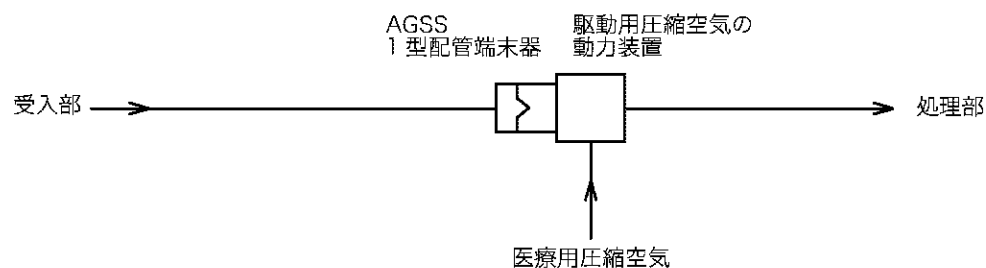 AGSS
1型配管端末器
駆動用圧縮空気の
動力装置
受入部
処理部
医療用圧縮空気